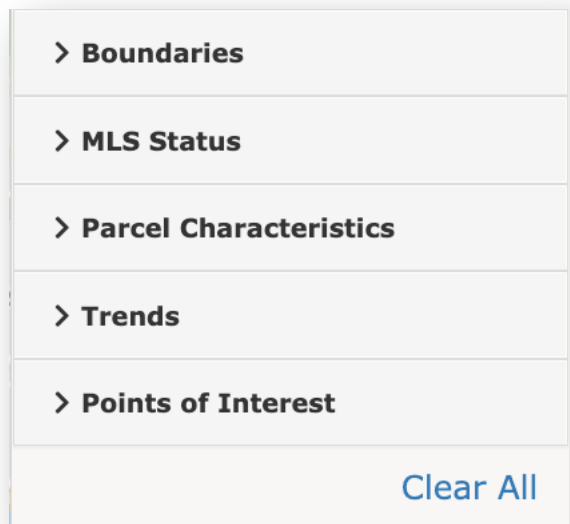 Boundaries
MLS Status
Parcel Characteristics
Trends
Points of Interest
Clear All